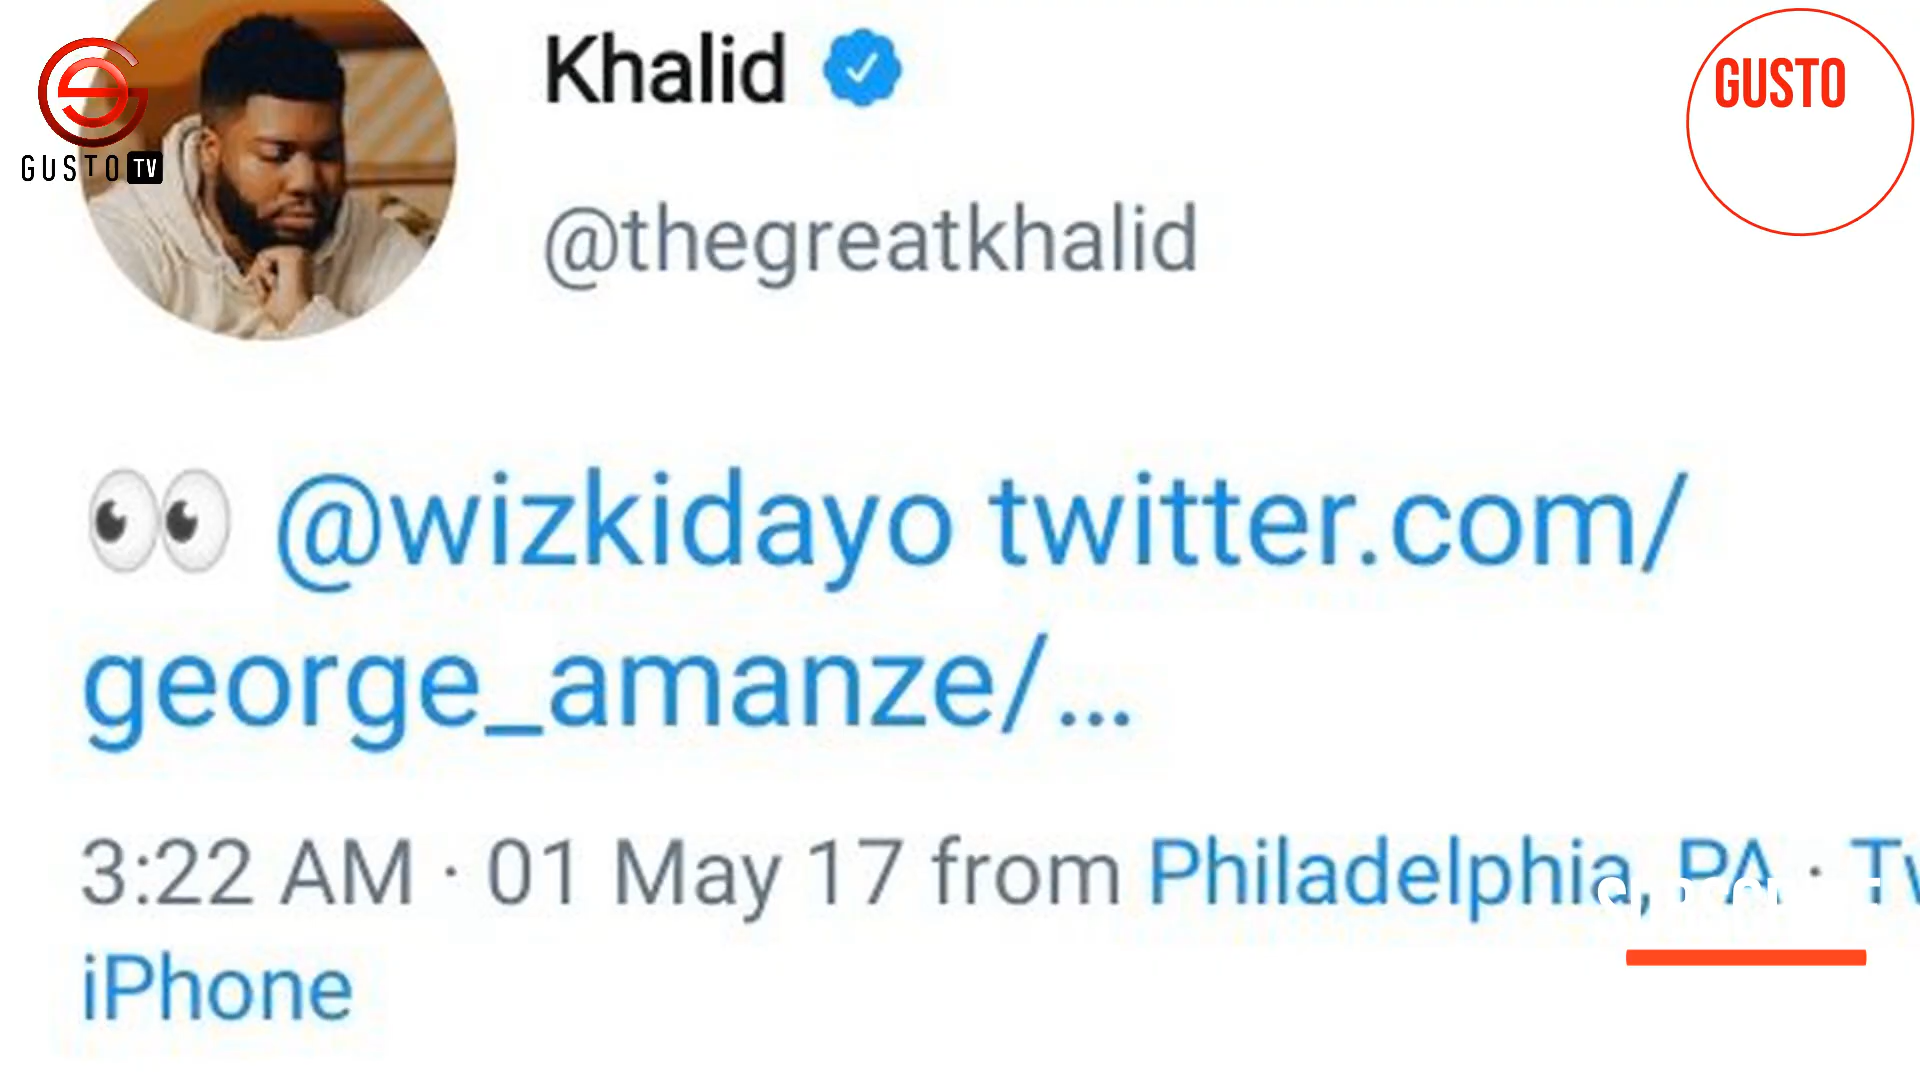 GUSTO TV
GUSTO
Khalid
@thegreatkhalid
👀 @wizkidayo twitter.com/
george_amanze/...
3:22 AM · 01 May 17 from Philadelphia, PA · Tw
iPhone